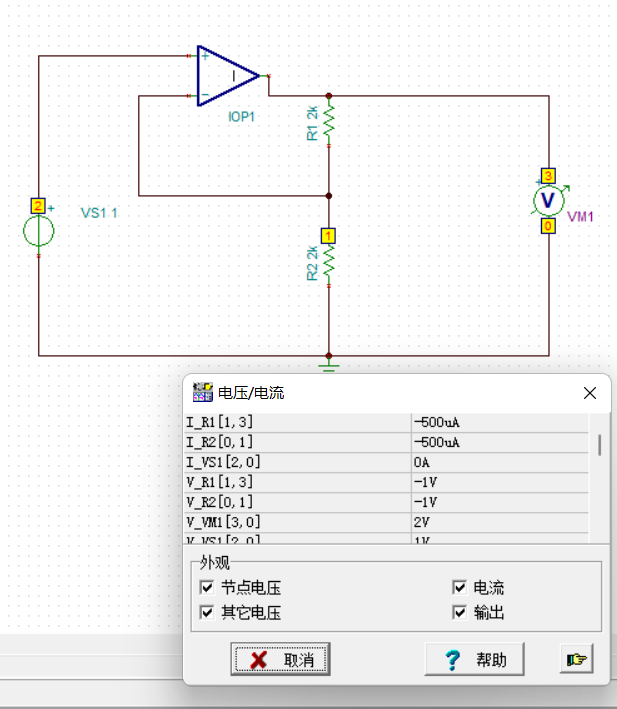 +
I
−
IOP1
R1 2k
3
+
V
VM1
2
+
VS1 1
1
0
R2 2k
电压/电流
I_R1[1,3] -500uA
I_R2[0,1] -500uA
I_VS1[2,0] 0A
V_R1[1,3] -1V
V_R2[0,1] -1V
V_VM1[3,0] 2V
V_VS1[2,0] 1V
外观
节点电压 电流
其它电压 输出
取消 ? 帮助